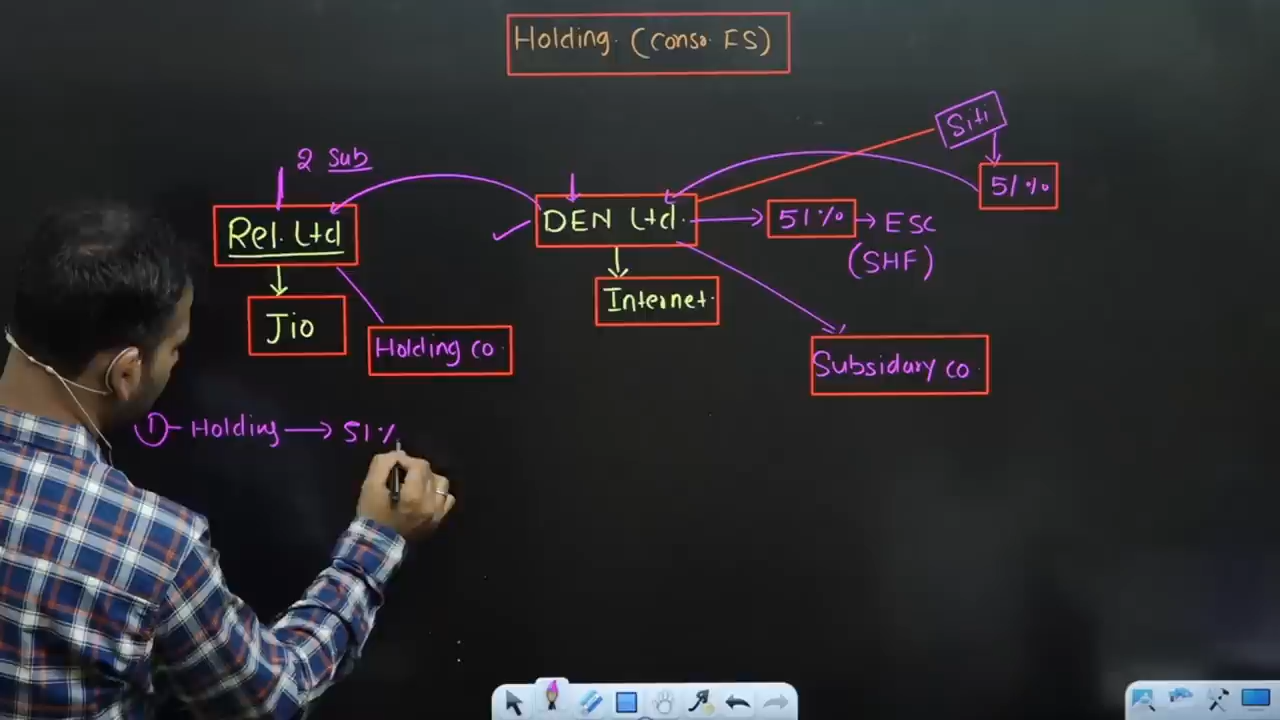 Holding. (Conso. FS)
Siti
51%
2 Sub
Rel. Ltd
DEN Ltd.
51% → ESC
(SHF)
Jio
Internet.
Holding co.
Subsidary co.
① Holding → 51%